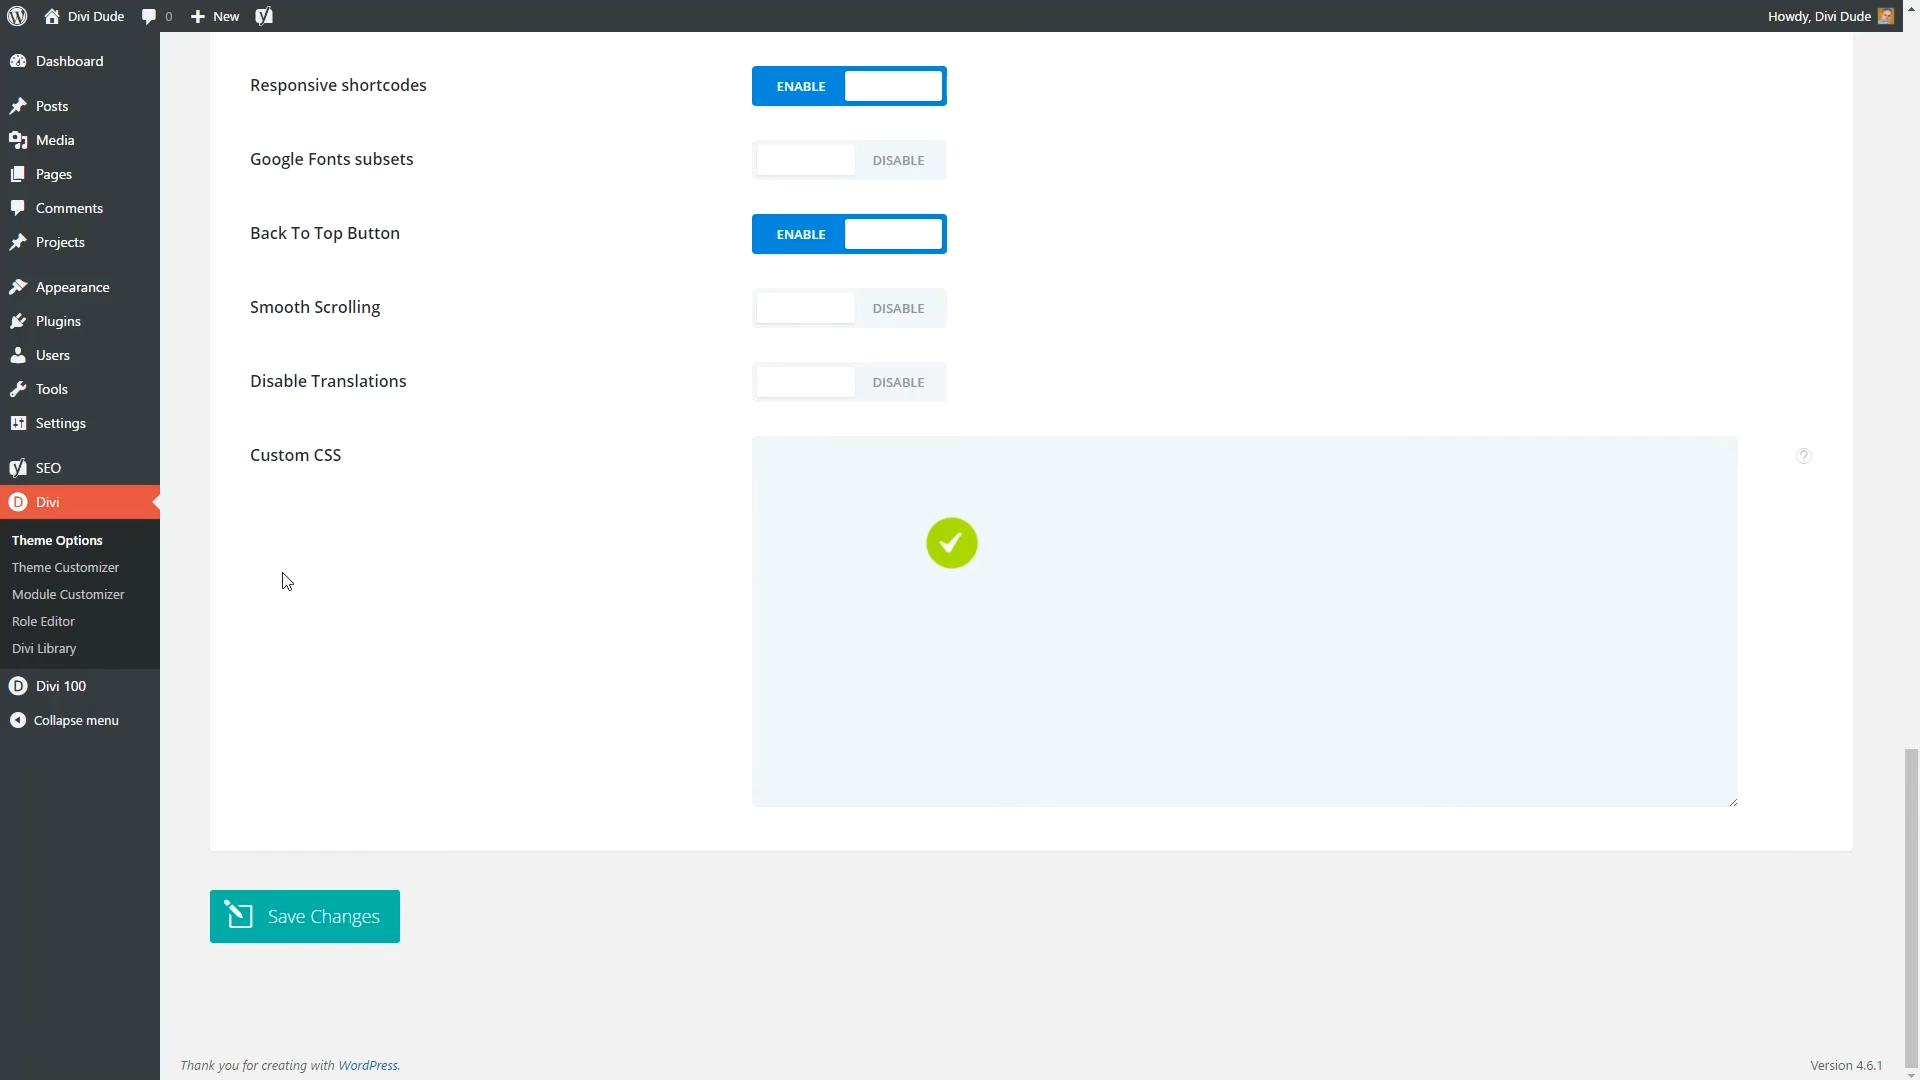 Divi Dude
0
New
Howdy, Divi Dude
Dashboard
Posts
Media
Pages
Comments
Projects
Appearance
Plugins
Users
Tools
Settings
SEO
Divi
Theme Options
Theme Customizer
Module Customizer
Role Editor
Divi Library
Divi 100
Collapse menu
Responsive shortcodes
ENABLE
Google Fonts subsets
DISABLE
Back To Top Button
ENABLE
Smooth Scrolling
DISABLE
Disable Translations
DISABLE
Custom CSS
?
Save Changes
Thank you for creating with WordPress.
Version 4.6.1